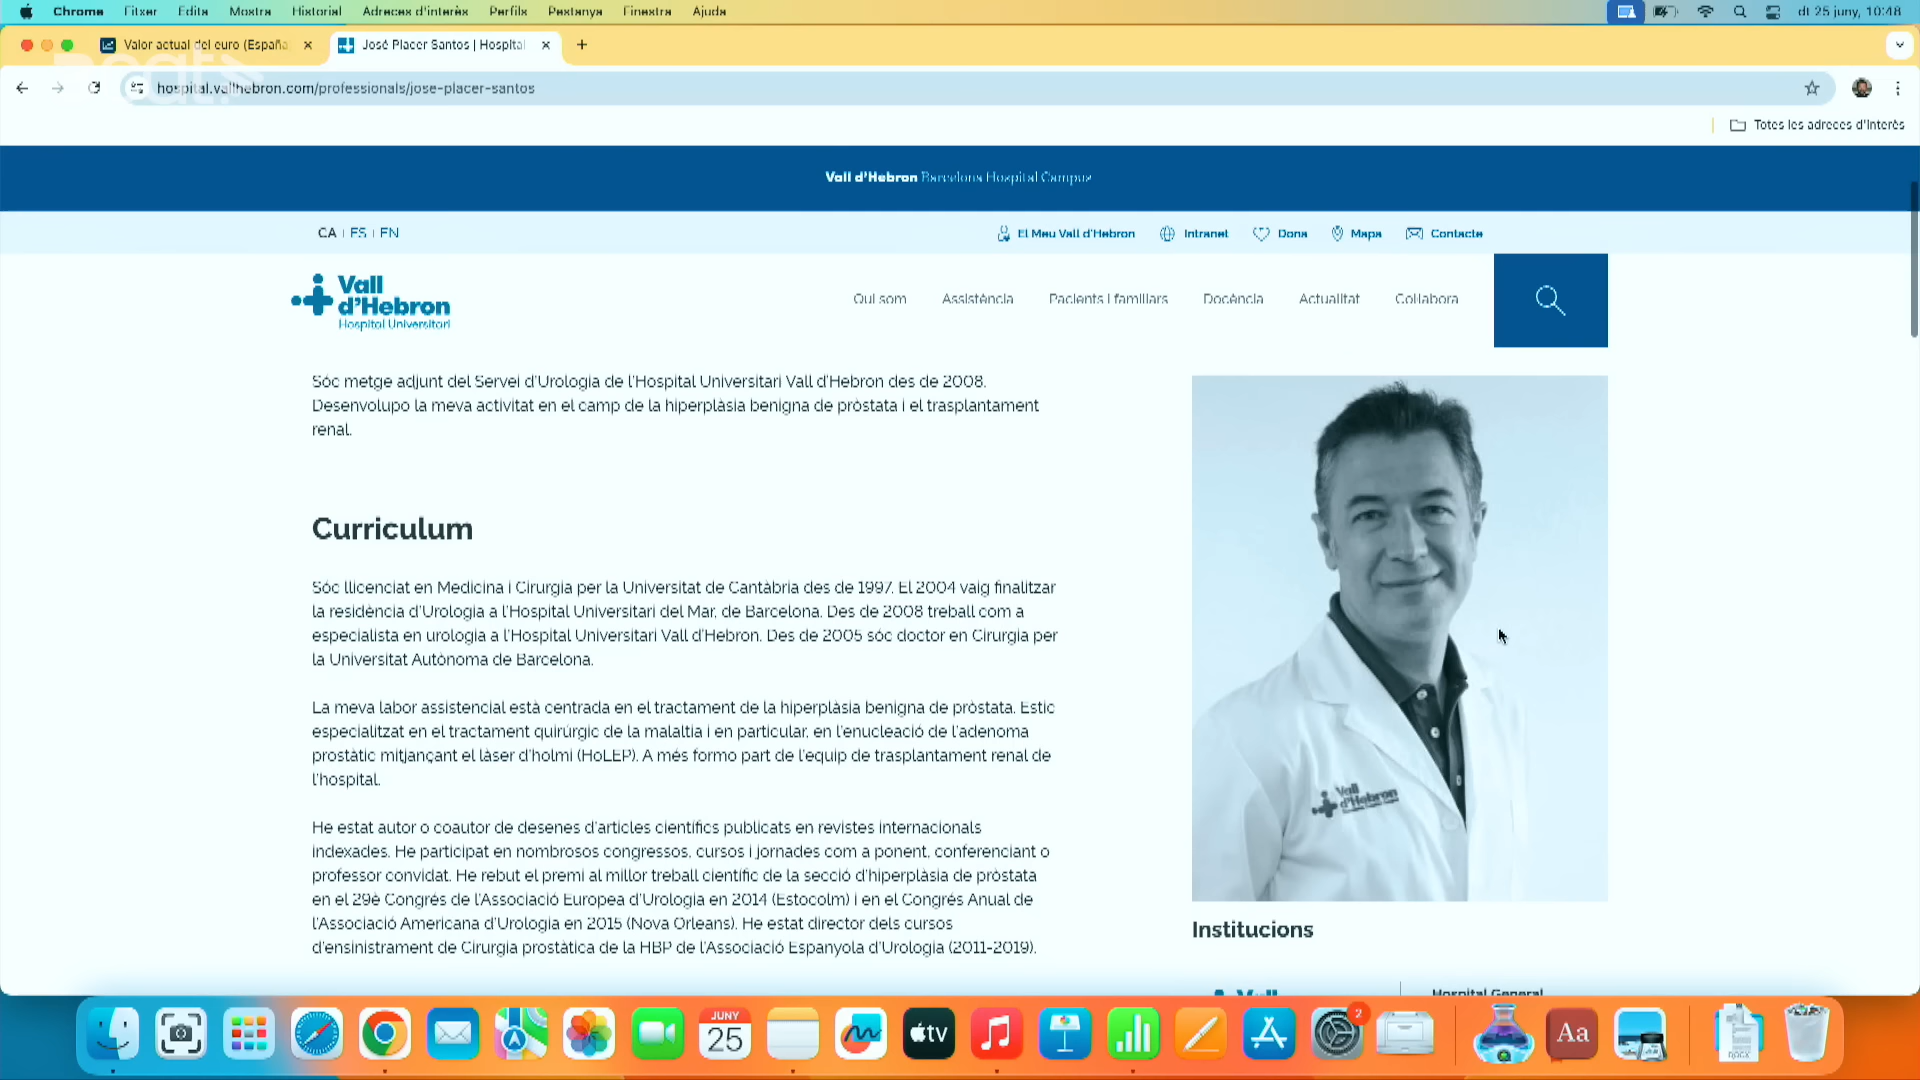 Chrome Fitxer Edita Mostra Historial Adreces d'interès Perfils Pestanya Finestra Ajuda dt 25 juny, 10:48
Valor actual del euro (España
José Placer Santos | Hospital
hospital.vallhebron.com/professionals/jose-placer-santos
Totes les adreces d'interès
Vall d'Hebron Barcelona Hospital Campus
CA | ES | EN
El Meu Vall d'Hebron Intranet Dona Mapa Contacte
Vall
d'Hebron
Hospital Universitari
Qui som Assistència Pacients i familiars Docència Actualitat Col·labora
Sóc metge adjunt del Servei d'Urologia de l'Hospital Universitari Vall d'Hebron des de 2008.
Desenvolupo la meva activitat en el camp de la hiperplàsia benigna de pròstata i el trasplantament
renal.
Curriculum
Sóc llicenciat en Medicina i Cirurgia per la Universitat de Cantàbria des de 1997. El 2004 vaig finalitzar
la residència d'Urologia a l'Hospital Universitari del Mar, de Barcelona. Des de 2008 treball com a
especialista en urologia a l'Hospital Universitari Vall d'Hebron. Des de 2005 sóc doctor en Cirurgia per
la Universitat Autònoma de Barcelona.
La meva labor assistencial està centrada en el tractament de la hiperplàsia benigna de pròstata. Estic
especialitzat en el tractament quirúrgic de la malaltia i en particular, en l'enucleació de l'adenoma
prostàtic mitjançant el làser d'holmi (HoLEP). A més formo part de l'equip de trasplantament renal de
l'hospital.
He estat autor o coautor de desenes d'articles científics publicats en revistes internacionals
indexades. He participat en nombrosos congressos, cursos i jornades com a ponent, conferenciant o
professor convidat. He rebut el premi al millor treball científic de la secció d'hiperplàsia de pròstata
en el 29è Congrés de l'Associació Europea d'Urologia en 2014 (Estocolm) i en el Congrés Anual de
l'Associació Americana d'Urologia en 2015 (Nova Orleans). He estat director dels cursos
d'ensinistrament de Cirurgia prostàtica de la HBP de l'Associació Espanyola d'Urologia (2011-2019).
Vall
d'Hebron
Institucions
Vall
Hospital General
JUNY
25
tv
2
Aa
DOCX